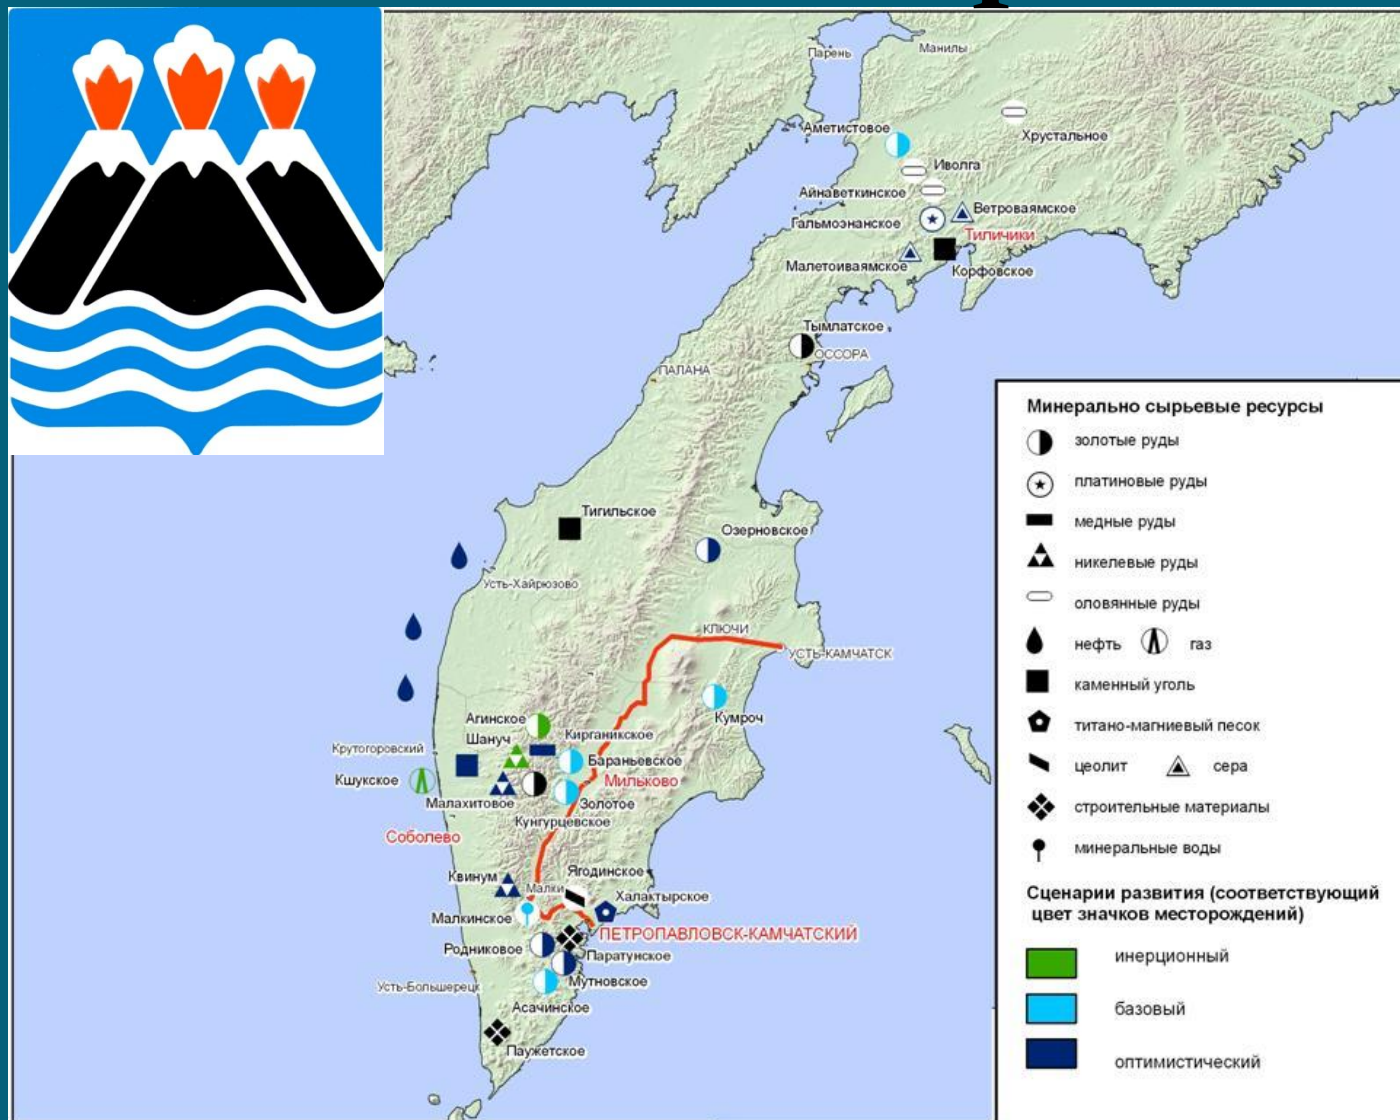 Парень
Манилы
Аметистовое
Хрустальное
Иволга
Айнаветкинское
Ветроваямское
Гальмоэнанское
Тиличики
Малетоиваямское
Корфовское
Тымлатское
ОССОРА
ПАЛАНА
Тигильское
Озерновское
Усть-Хайрюзово
КЛЮЧИ
УСТЬ-КАМЧАТСК
Кумроч
Агинское
Шануч
Кирганикское
Крутогоровский
Бараньевское
Кшукское
Мильково
Малахитовое
Золотое
Кунгурцевское
Соболево
Ягодинское
Квинум
Малки
Халактырское
Малкинское
ПЕТРОПАВЛОВСК-КАМЧАТСКИЙ
Родниковое
Паратунское
Мутновское
Усть-Большерецк
Асачинское
Паужетское
Минерально сырьевые ресурсы
золотые руды
платиновые руды
медные руды
никелевые руды
оловянные руды
нефть газ
каменный уголь
титано-магниевый песок
цеолит сера
строительные материалы
минеральные воды
Сценарии развития (соответствующий
цвет значков месторождений)
инерционный
базовый
оптимистический